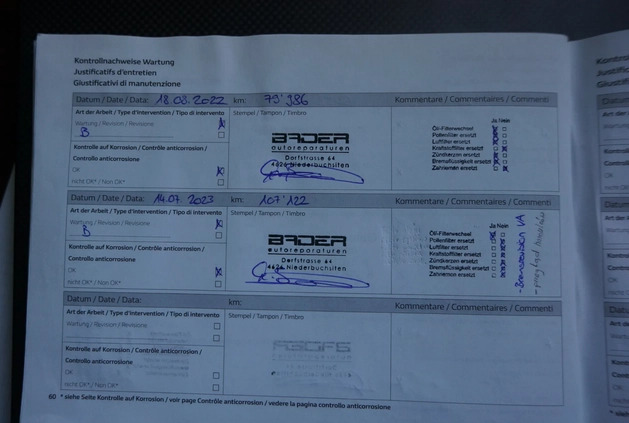 Kontrollnachweise Wartung
Justificatifs d'entretien
Giustificativi di manutenzione
Datum / Date / Data: 18.08.2022 km: 79'986 Kommentare / Commentaires / Commenti
Art der Arbeit / Type d'Intervention / Tipo di intervento Stempel / Tampon / Timbro
Wartung / Révision / Revisione
B
Kontrolle auf Korrosion / Contrôle anticorrosion /
Controllo anticorrosione
OK
nicht OK* / Non OK*
BADER
autoreparaturen
Dorfstrasse 64
4626 Niederbuchsiten
Ja Nein
Öl-Filterwechsel
Pollenfilter ersetzt
Luftfilter ersetzt
Kraftstofffilter ersetzt
Zündkerzen ersetzt
Bremsflüssigkeit ersetzt
Zahnriemen ersetzt
Datum / Date / Data: 14.07.2023 km: 107'122 Kommentare / Commentaires / Commenti
Art der Arbeit / Type d'Intervention / Tipo di intervento Stempel / Tampon / Timbro
Wartung / Révision / Revisione
B
Kontrolle auf Korrosion / Contrôle anticorrosion /
Controllo anticorrosione
OK
nicht OK* / Non OK*
BADER
autoreparaturen
Dorfstrasse 64
4626 Niederbuchsiten
Ja Nein
Öl-Filterwechsel
Pollenfilter ersetzt
Luftfilter ersetzt
Kraftstofffilter ersetzt
Zündkerzen ersetzt
Bremsflüssigkeit ersetzt
Zahnriemen ersetzt
VA
Datum / Date / Data: km: Kommentare / Commentaires / Commenti
Art der Arbeit / Type d'Intervention / Tipo di intervento Stempel / Tampon / Timbro
Wartung / Révision / Revisione
Kontrolle auf Korrosion / Contrôle anticorrosion /
Controllo anticorrosione
OK
nicht OK* / Non OK*
60 * siehe Seite Kontrolle auf Korrosion / voir page Contrôle anticorrosion / vedere la pagina controllo anticorrosione